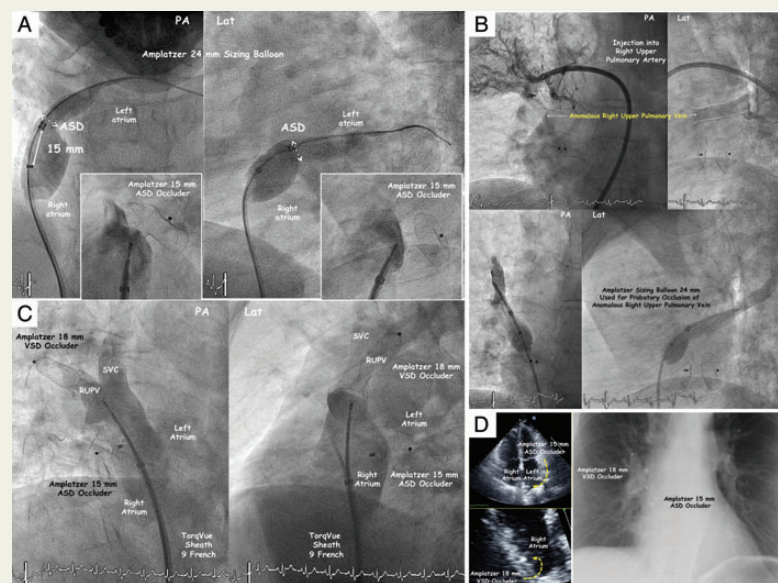 A
PA
Lat
Amplatzer 24 mm Sizing Balloon
Left
atrium
ASD
15 mm
Right
atrium
Amplatzer 15 mm
ASD Occluder
ASD
Left
atrium
Right
atrium
Amplatzer 15 mm
ASD Occluder
B
PA
Lat
Injection into
Right Upper
Pulmonary Artery
Anomalous Right Upper Pulmonary Vein
PA
Lat
Amplatzer Sizing Balloon 24 mm
Used for Probatory Occlusion of
Anomalous Right Upper Pulmonary Vein
C
PA
Lat
Amplatzer 18 mm
VSD Occluder
SVC
RUPV
Left
Atrium
Amplatzer 15 mm
ASD Occluder
Right
Atrium
TorqVue
Sheath
9 French
SVC
RUPV
Amplatzer 18 mm
VSD Occluder
Left
Atrium
Right
Atrium
Amplatzer 15 mm
ASD Occluder
TorqVue
Sheath
9 French
D
Amplatzer 15 mm
ASD Occluder
Right
Atrium
Left
Atrium
Right
Atrium
Amplatzer 18 mm
VSD Occluder
Amplatzer 18 mm
VSD Occluder
Amplatzer 15 mm
ASD Occluder